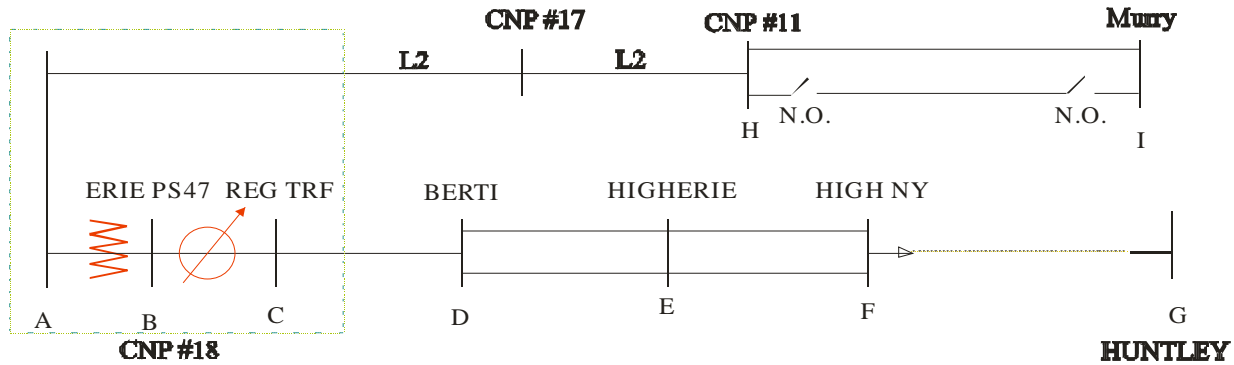 CNP #17
CNP #11
Murry
L2
L2
N.O.
N.O.
H
I
ERIE PS47
REG TRF
BERTI
HIGHERIE
HIGH NY
A
B
C
D
E
F
G
CNP #18
HUNTLEY